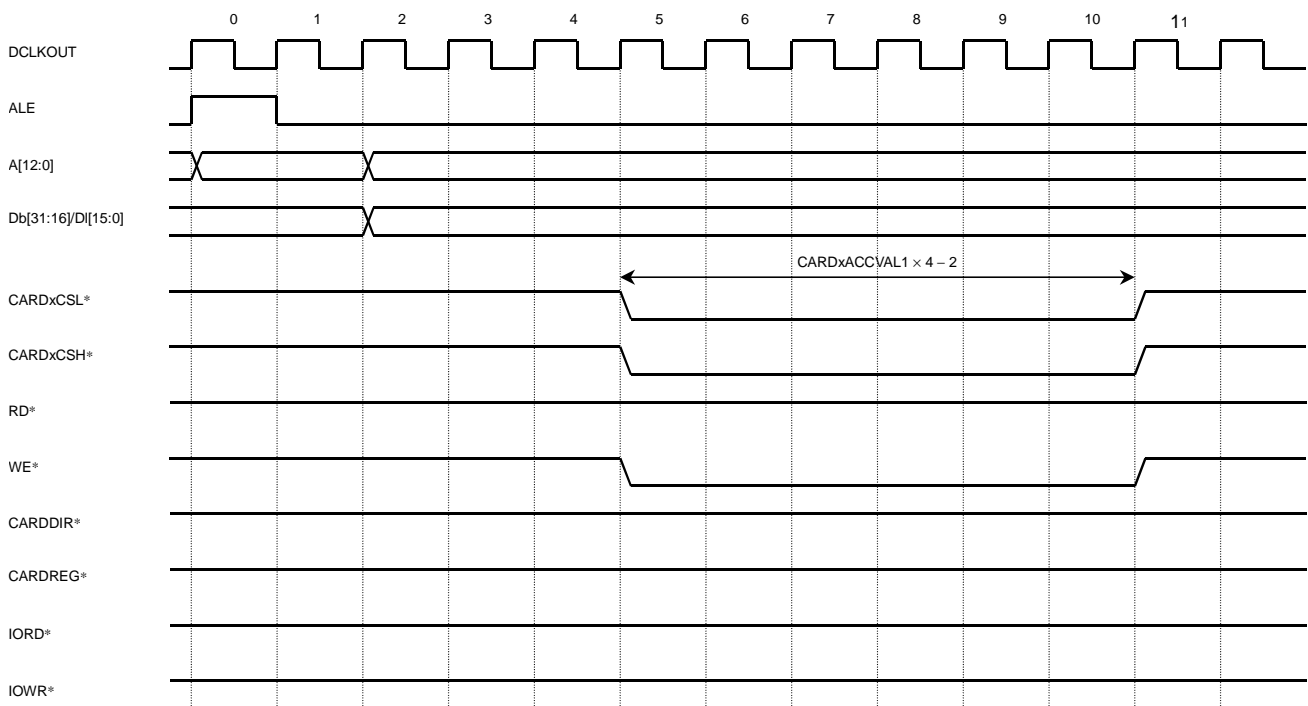 0 1 2 3 4 5 6 7 8 9 10 11
DCLKOUT
ALE
A[12:0]
Db[31:16]/Dl[15:0]
CARDxACCVAL1 × 4 − 2
CARDxCSL*
CARDxCSH*
RD*
WE*
CARDDIR*
CARDREG*
IORD*
IOWR*